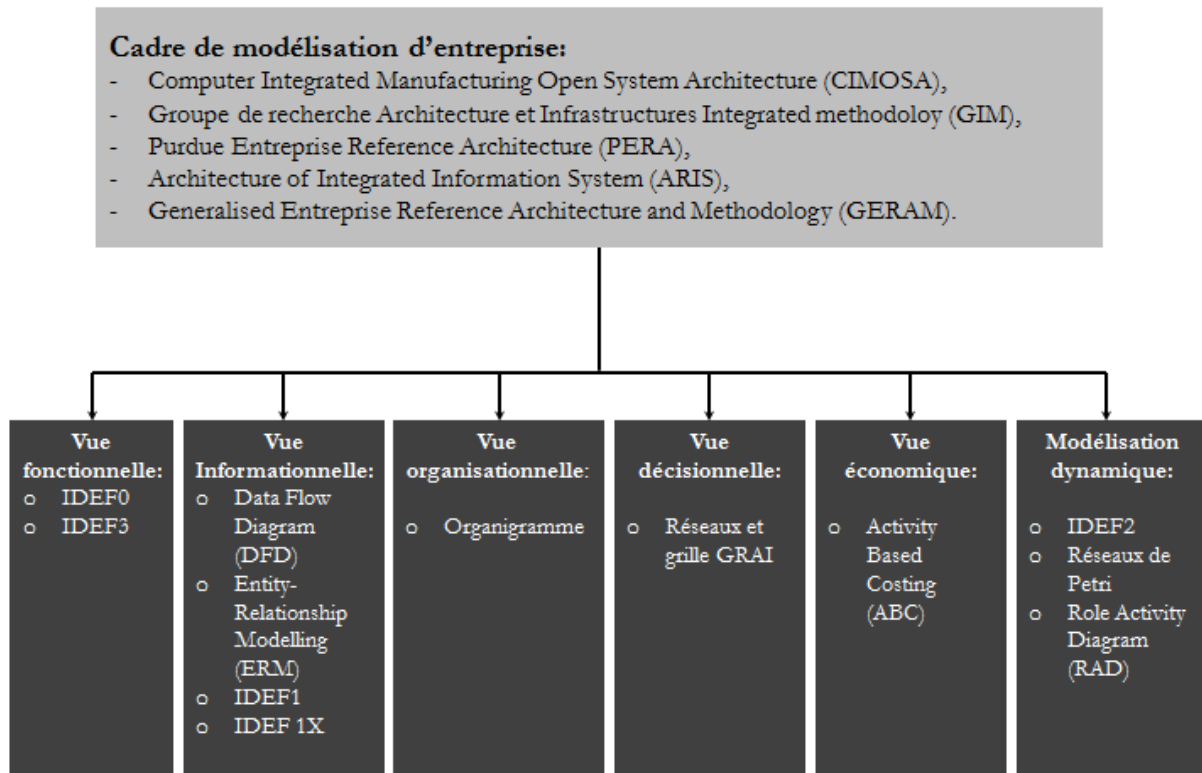 Cadre de modélisation d’entreprise:
- Computer Integrated Manufacturing Open System Architecture (CIMOSA),
- Groupe de recherche Architecture et Infrastructures Integrated methodoloy (GIM),
- Purdue Entreprise Reference Architecture (PERA),
- Architecture of Integrated Information System (ARIS),
- Generalised Entreprise Reference Architecture and Methodology (GERAM).
Vue
fonctionnelle:
o IDEF0
o IDEF3
Vue
Informationnelle:
o Data Flow
Diagram
(DFD)
o Entity-
Relationship
Modelling
(ERM)
o IDEF1
o IDEF 1X
Vue
organisationnelle:
o Organigramme
Vue
décisionnelle:
o Réseaux et
grille GRAI
Vue
économique:
o Activity
Based
Costing
(ABC)
Modélisation
dynamique:
o IDEF2
o Réseaux de
Petri
o Role Activity
Diagram
(RAD)